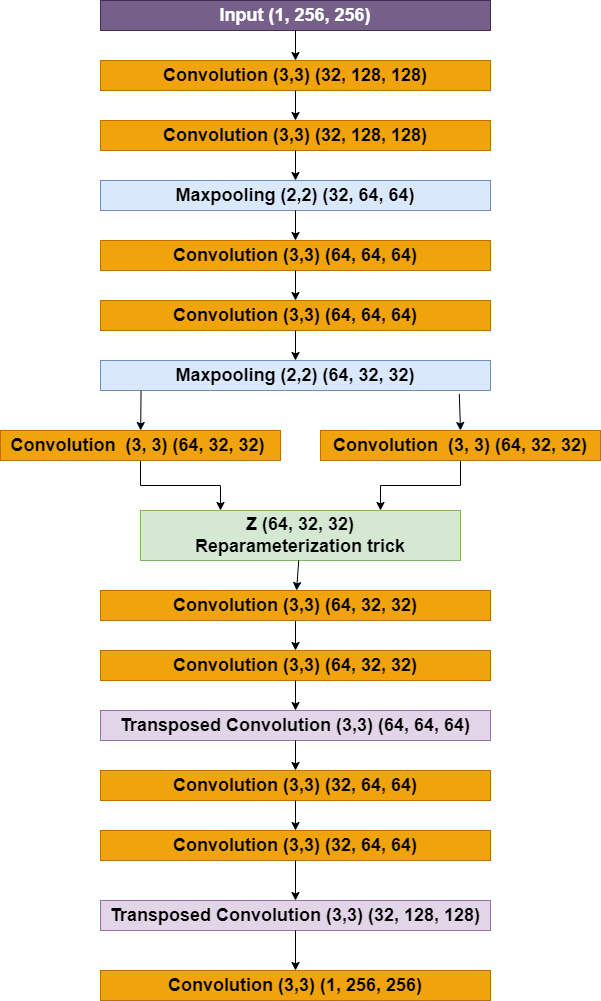 Input (1, 256, 256)
Convolution (3,3) (32, 128, 128)
Convolution (3,3) (32, 128, 128)
Maxpooling (2,2) (32, 64, 64)
Convolution (3,3) (64, 64, 64)
Convolution (3,3) (64, 64, 64)
Maxpooling (2,2) (64, 32, 32)
Convolution (3, 3) (64, 32, 32)
Convolution (3, 3) (64, 32, 32)
Z (64, 32, 32)
Reparameterization trick
Convolution (3,3) (64, 32, 32)
Convolution (3,3) (64, 32, 32)
Transposed Convolution (3,3) (64, 64, 64)
Convolution (3,3) (32, 64, 64)
Convolution (3,3) (32, 64, 64)
Transposed Convolution (3,3) (32, 128, 128)
Convolution (3,3) (1, 256, 256)